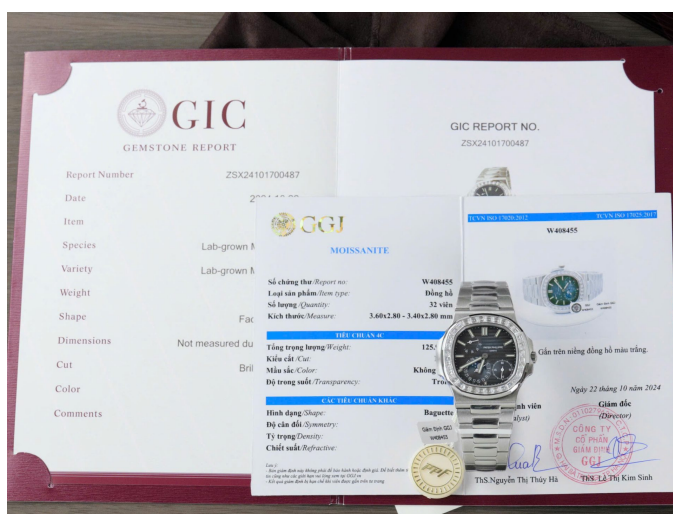 GIC
GEMSTONE REPORT
Report Number ZSX24101700487
Date
Item
Species Lab-grown
Variety Lab-grown
Weight
Shape
Dimensions Not measured
Cut
Color
Comments
GIC REPORT NO.
ZSX24101700487
GGJ
MOISSANITE
Số chứng thư/Report no: W408455
Loại sản phẩm/Item type: Đồng hồ
Số lượng/Quantity: 32 viên
Kích thước/Measure: 3.60x2.80 - 3.40x2.80 mm
TIÊU CHUẨN 4C
Tổng trọng lượng/Weight:
Kiểu cắt/Cut:
Màu sắc/Color: Không
Độ trong suốt/Transparency:
CÁC TIÊU CHUẨN KHÁC
Hình dạng/Shape: Baguette
Độ cân đối/Symmetry:
Tỷ trọng/Density:
Chiết suất/Refractive:
Lưu ý:
TCVN ISO 17020:2012 TCVN ISO 17025:2017
W408455
Gắn trên niềng đồng hồ màu trắng.
Ngày 22 tháng 10 năm 2024
viên Giám đốc
(Director)
CÔNG TY
CỔ PHẦN
GIÁM ĐỊNH
GGJ
ThS.Nguyễn Thị Thúy Hà ThS. Lê Thị Kim Sinh
Giám Định GGJ
W408455